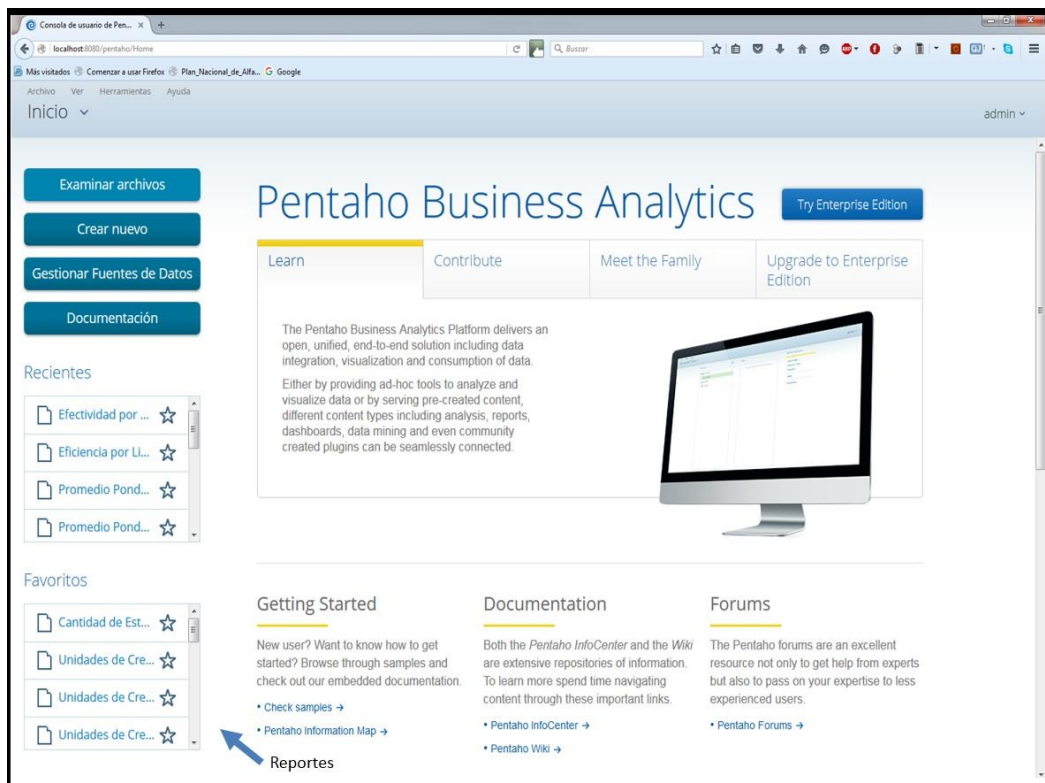 Consola de usuario de Pen...
localhost:8080/pentaho/Home
Buscar
Más visitados Comenzar a usar Firefox Plan_Nacional_de_Alfa... Google
Archivo Ver Herramientas Ayuda
Inicio
admin
Examinar archivos
Crear nuevo
Gestionar Fuentes de Datos
Documentación
Recientes
Efectividad por ...
Eficiencia por Li...
Promedio Pond...
Promedio Pond...
Favoritos
Cantidad de Est...
Unidades de Cre...
Unidades de Cre...
Unidades de Cre...
Reportes
Pentaho Business Analytics
Try Enterprise Edition
Learn
Contribute
Meet the Family
Upgrade to Enterprise
Edition
The Pentaho Business Analytics Platform delivers an
open, unified, end-to-end solution including data
integration, visualization and consumption of data.
Either by providing ad-hoc tools to analyze and
visualize data or by serving pre-created content,
different content types including analysis, reports,
dashboards, data mining and even community
created plugins can be seamlessly connected.
Getting Started
New user? Want to know how to get
started? Browse through samples and
check out our embedded documentation.
• Check samples →
• Pentaho Information Map →
Documentation
Both the Pentaho InfoCenter and the Wiki
are extensive repositories of information.
To learn more spend time navigating
content through these important links.
• Pentaho InfoCenter →
• Pentaho Wiki →
Forums
The Pentaho forums are an excellent
resource not only to get help from experts
but also to pass on your expertise to less
experienced users.
• Pentaho Forums →